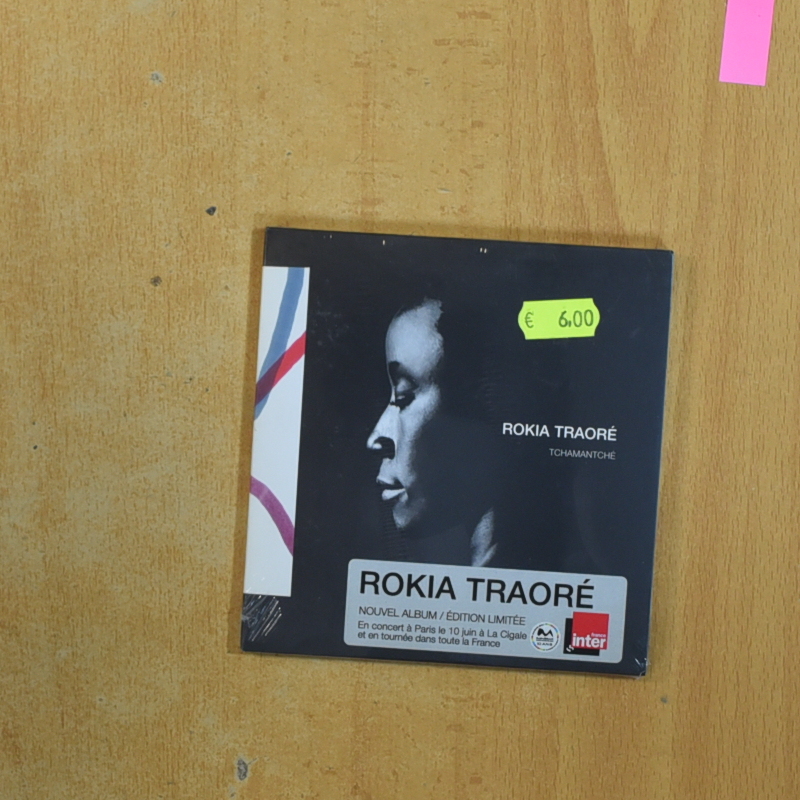 € 6,00
ROKIA TRAORÉ
TCHAMANTCHÉ
ROKIA TRAORÉ
NOUVEL ALBUM / ÉDITION LIMITÉE
En concert à Paris le 10 juin à La Cigale
et en tournée dans toute la France
france
inter